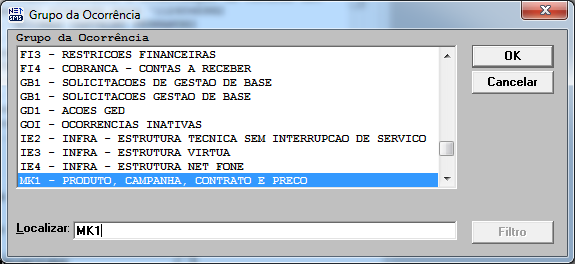 NET
SMS
Grupo da Ocorrência
Grupo da Ocorrência
FI3 - RESTRICOES FINANCEIRAS
FI4 - COBRANCA - CONTAS A RECEBER
GB1 - SOLICITACOES DE GESTAO DE BASE
GB1 - SOLICITACOES GESTAO DE BASE
GD1 - ACOES GED
GOI - OCORRENCIAS INATIVAS
IE2 - INFRA - ESTRUTURA TECNICA SEM INTERRUPCAO DE SERVICO
IE3 - INFRA - ESTRUTURA VIRTUA
IE4 - INFRA - ESTRUTURA NET FONE
MK1 - PRODUTO, CAMPANHA, CONTRATO E PRECO
OK
Cancelar
Localizar: MK1
Filtro